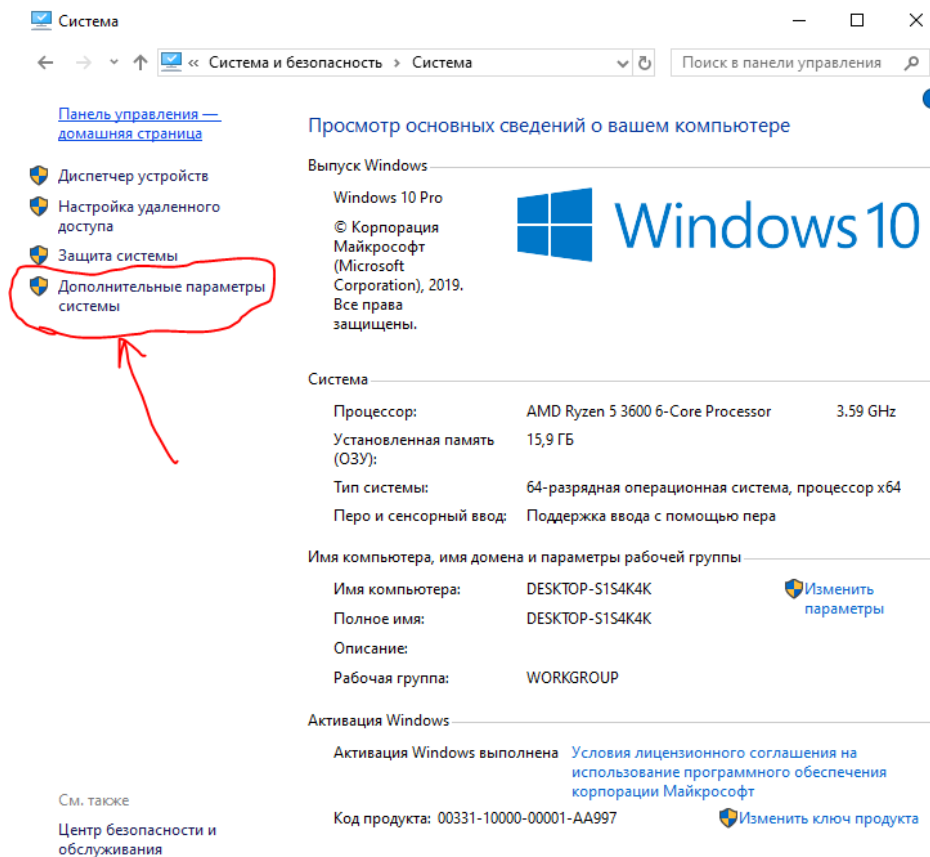 Система
« Система и безопасность › Система
Поиск в панели управления
Панель управления —
домашняя страница
Диспетчер устройств
Настройка удаленного
доступа
Защита системы
Дополнительные параметры
системы
См. также
Центр безопасности и
обслуживания
Просмотр основных сведений о вашем компьютере
Выпуск Windows
Windows 10 Pro
© Корпорация
Майкрософт
(Microsoft
Corporation), 2019.
Все права
защищены.
Windows 10
Система
Процессор: AMD Ryzen 5 3600 6-Core Processor 3.59 GHz
Установленная память 15,9 ГБ
(ОЗУ):
Тип системы: 64-разрядная операционная система, процессор x64
Перо и сенсорный ввод: Поддержка ввода с помощью пера
Имя компьютера, имя домена и параметры рабочей группы
Имя компьютера: DESKTOP-S1S4K4K Изменить
параметры
Полное имя: DESKTOP-S1S4K4K
Описание:
Рабочая группа: WORKGROUP
Активация Windows
Активация Windows выполнена Условия лицензионного соглашения на
использование программного обеспечения
корпорации Майкрософт
Код продукта: 00331-10000-00001-AA997 Изменить ключ продукта